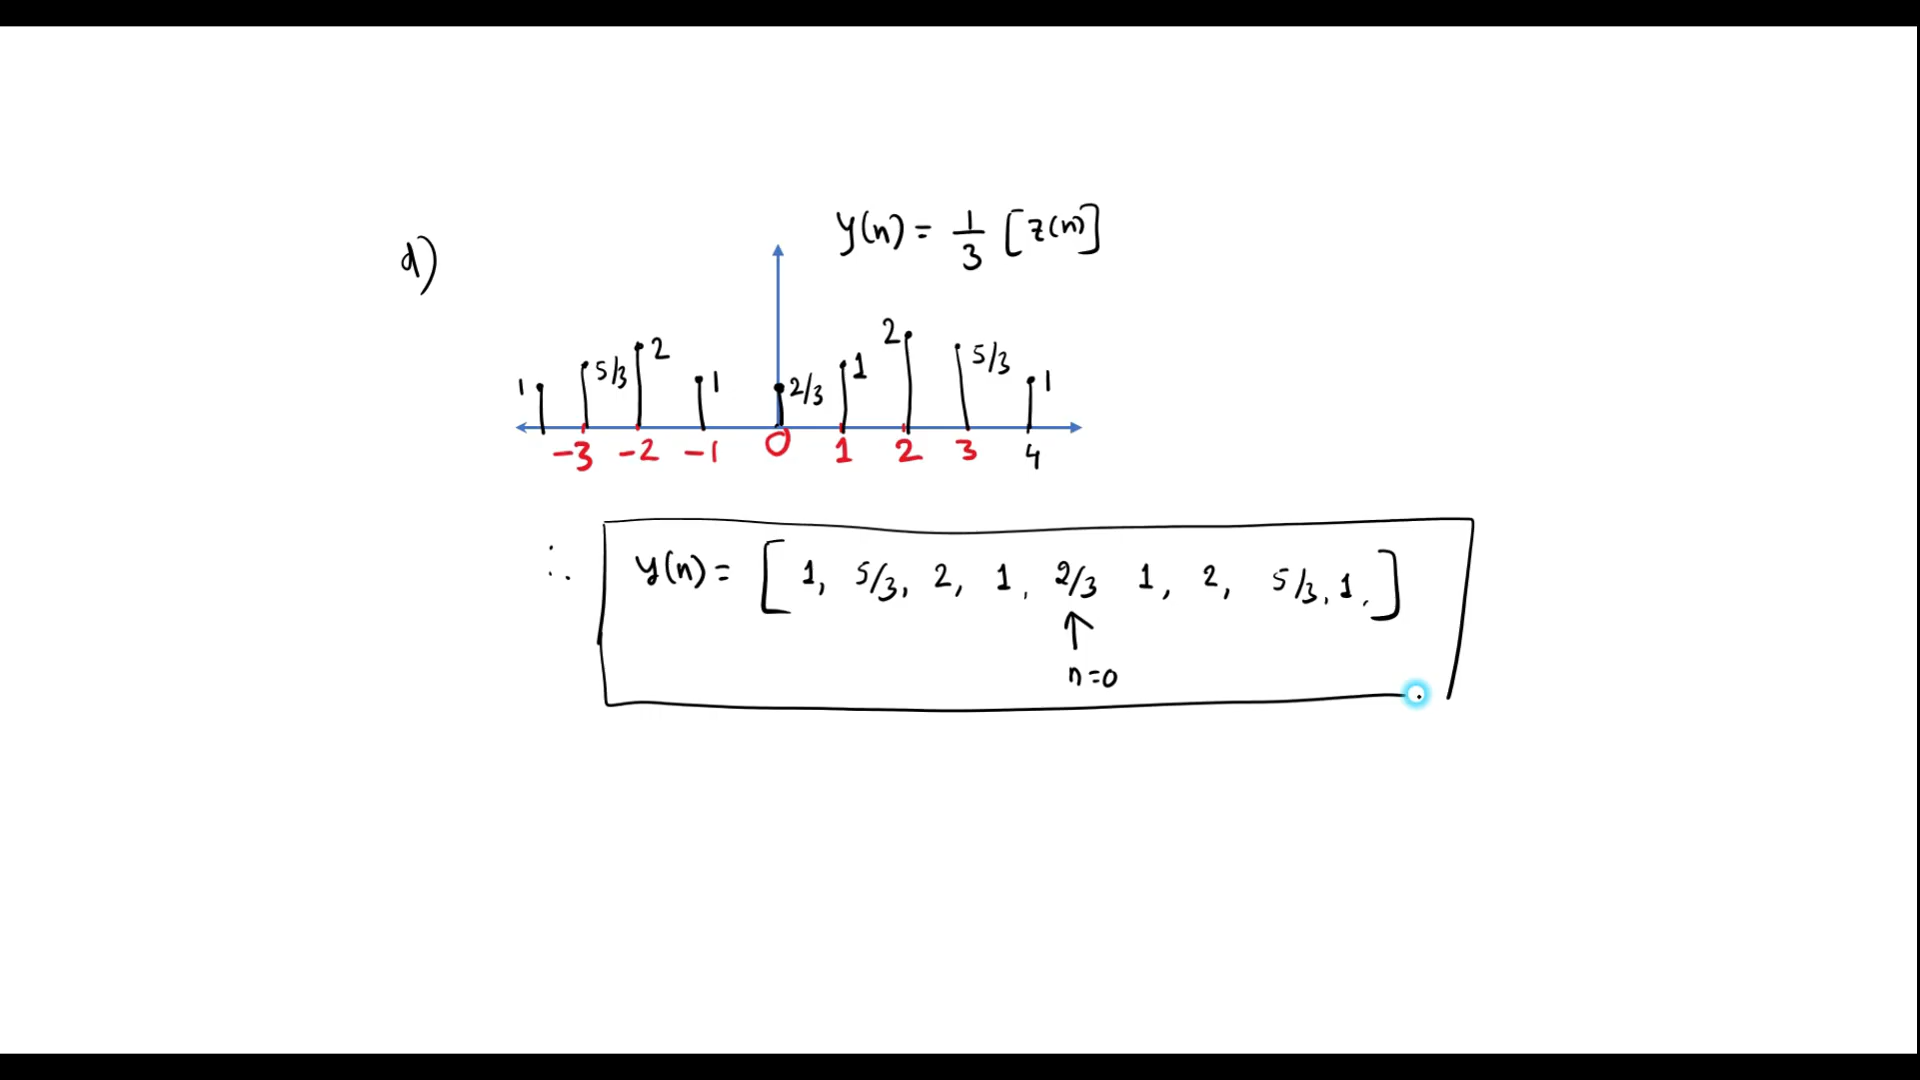 y(n) = 1/3 [z(n)]
d)
1 5/3 2 1 2/3 1 2 5/3 1
-3 -2 -1 0 1 2 3 4
∴ y(n) = [ 1, 5/3, 2, 1, 2/3 1, 2, 5/3, 1, ]
↑
n=0